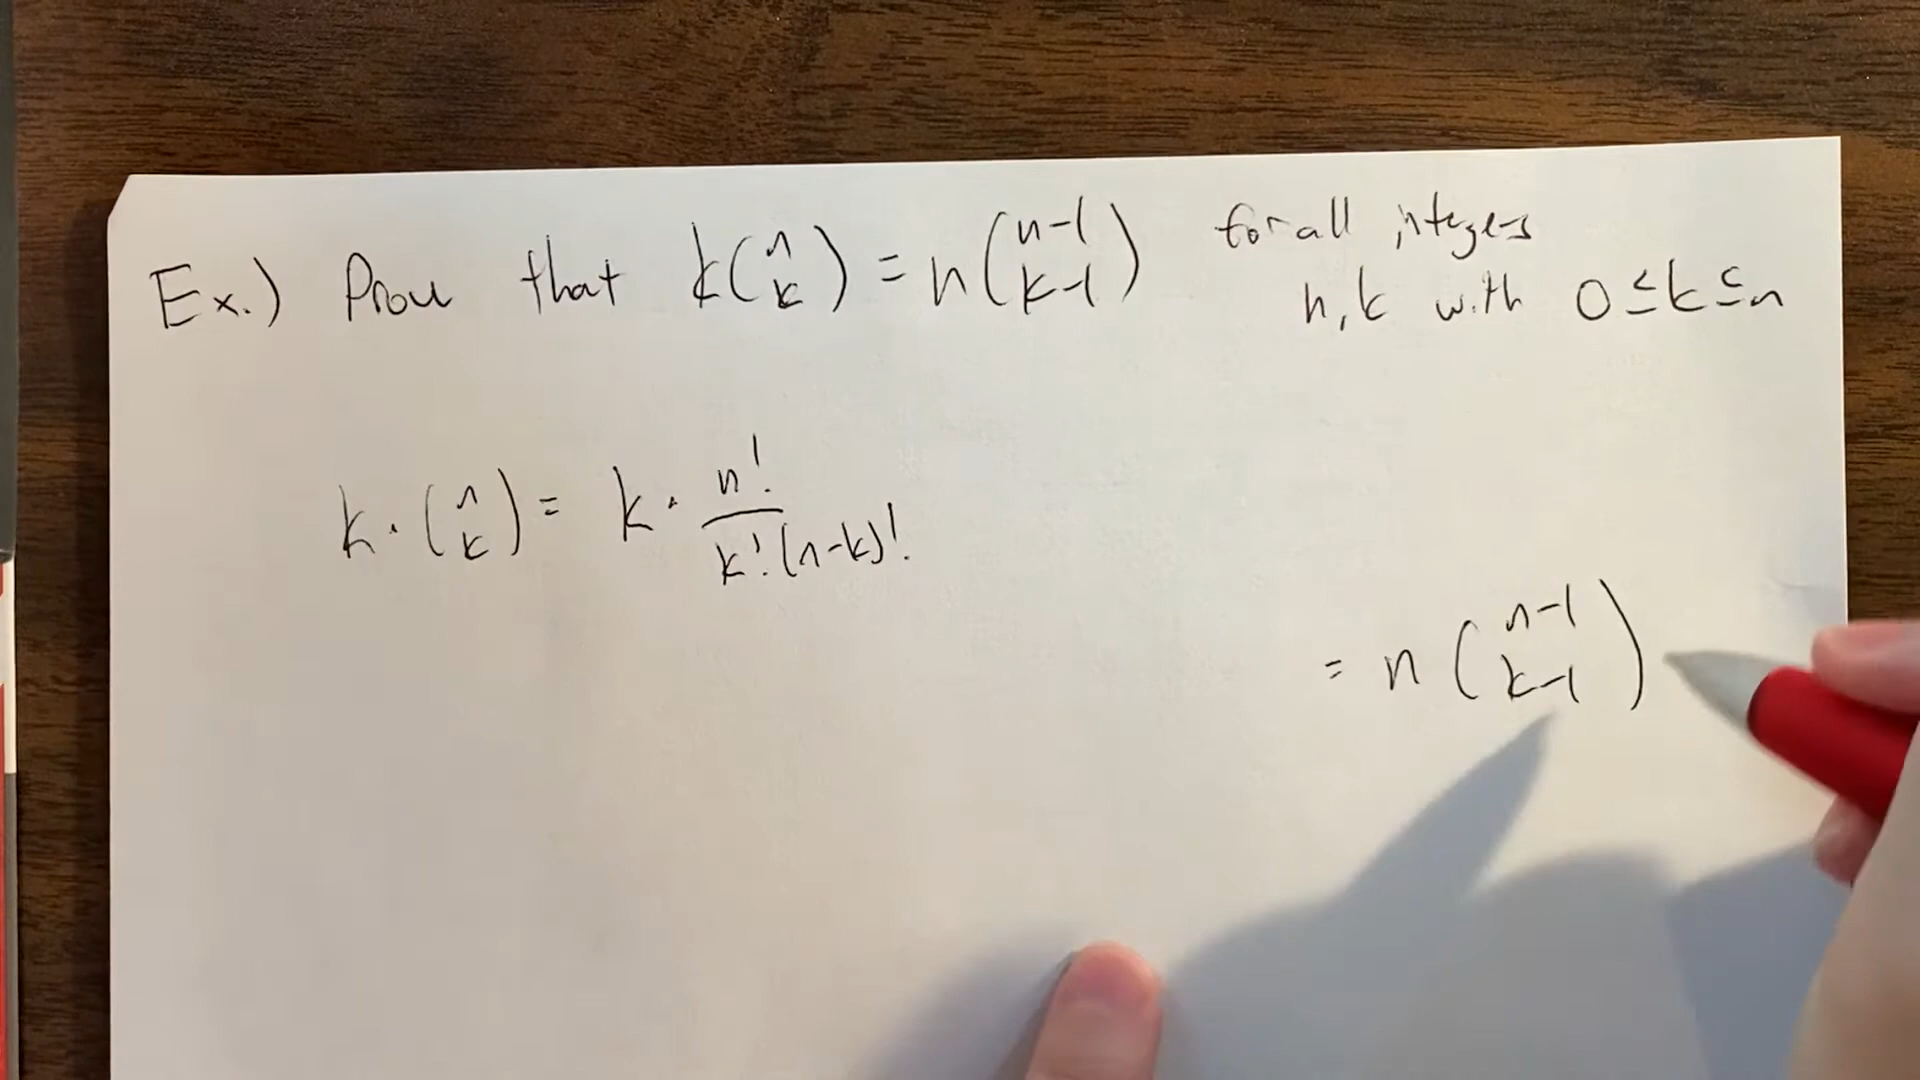 Ex.) Prove that k(n k) = n(n-1 k-1) for all integers
n, k with 0 ≤ k ≤ n
k · (n k) = k · n! / k!(n-k)!
= n (n-1 k-1)